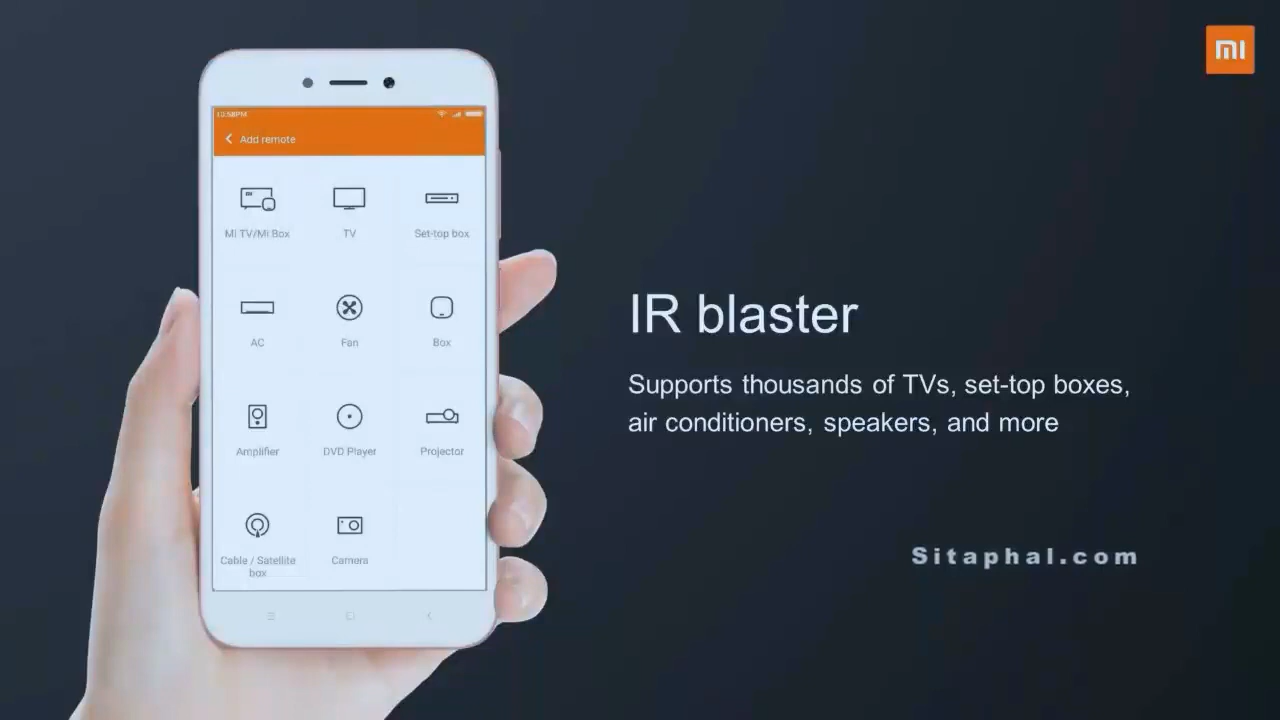 mi
10:58PM
Add remote
Mi TV/Mi Box
TV
Set-top box
AC
Fan
Box
Amplifier
DVD Player
Projector
Cable / Satellite
box
Camera
IR blaster
Supports thousands of TVs, set-top boxes,
air conditioners, speakers, and more
Sitaphal.com